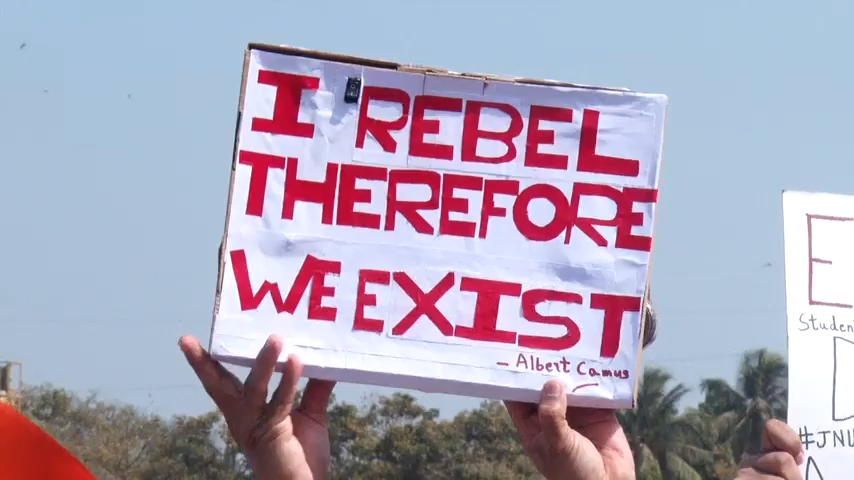 I REBEL
THEREFORE
WE EXIST
- Albert Camus
E
Studen
#JNU